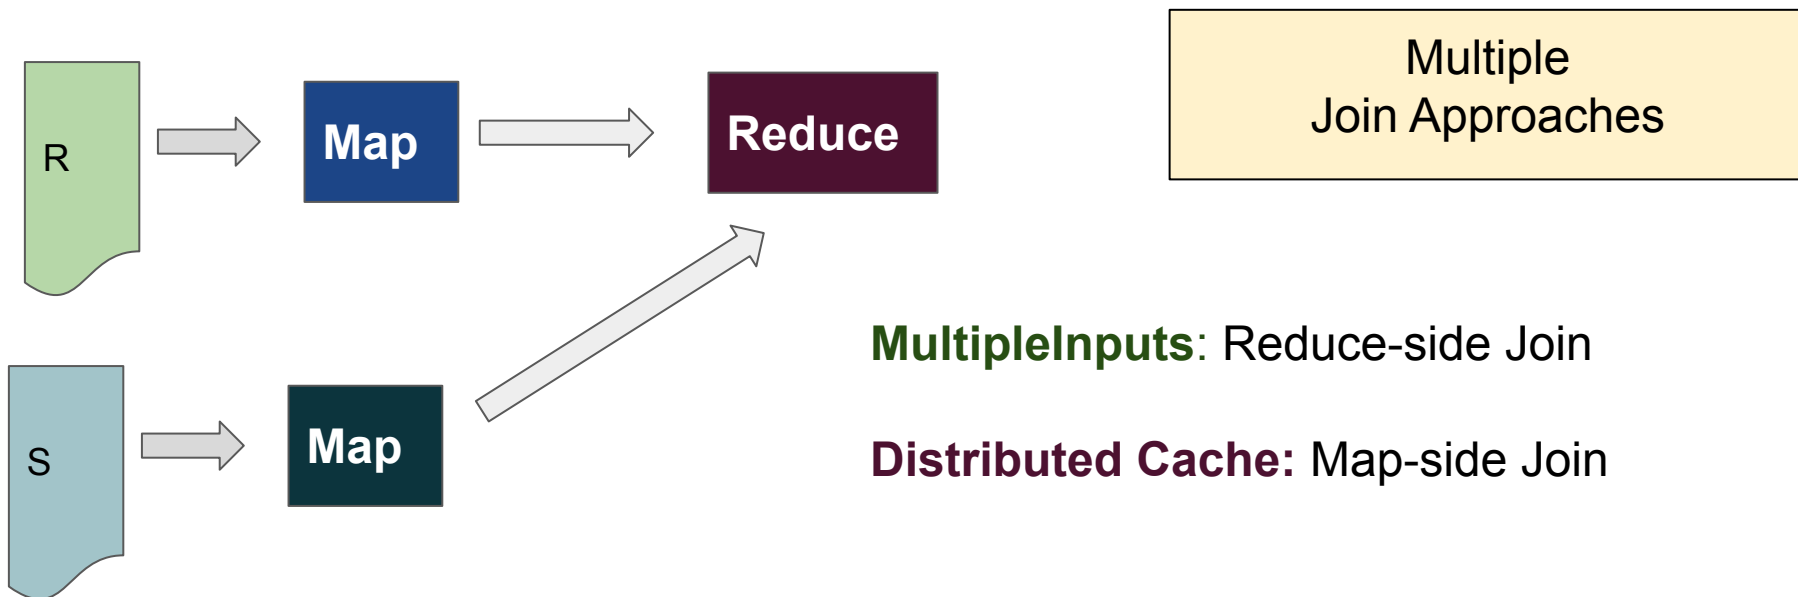 R
Map
Reduce
Multiple
Join Approaches
S
Map
MultipleInputs: Reduce-side Join
Distributed Cache: Map-side Join